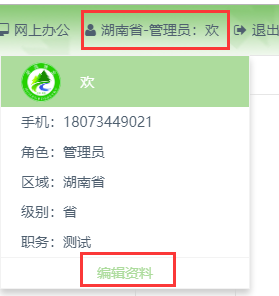 网上办公 湖南省-管理员：欢 退出
欢
手机：18073449021
角色：管理员
区域：湖南省
级别：省
职务：测试
编辑资料